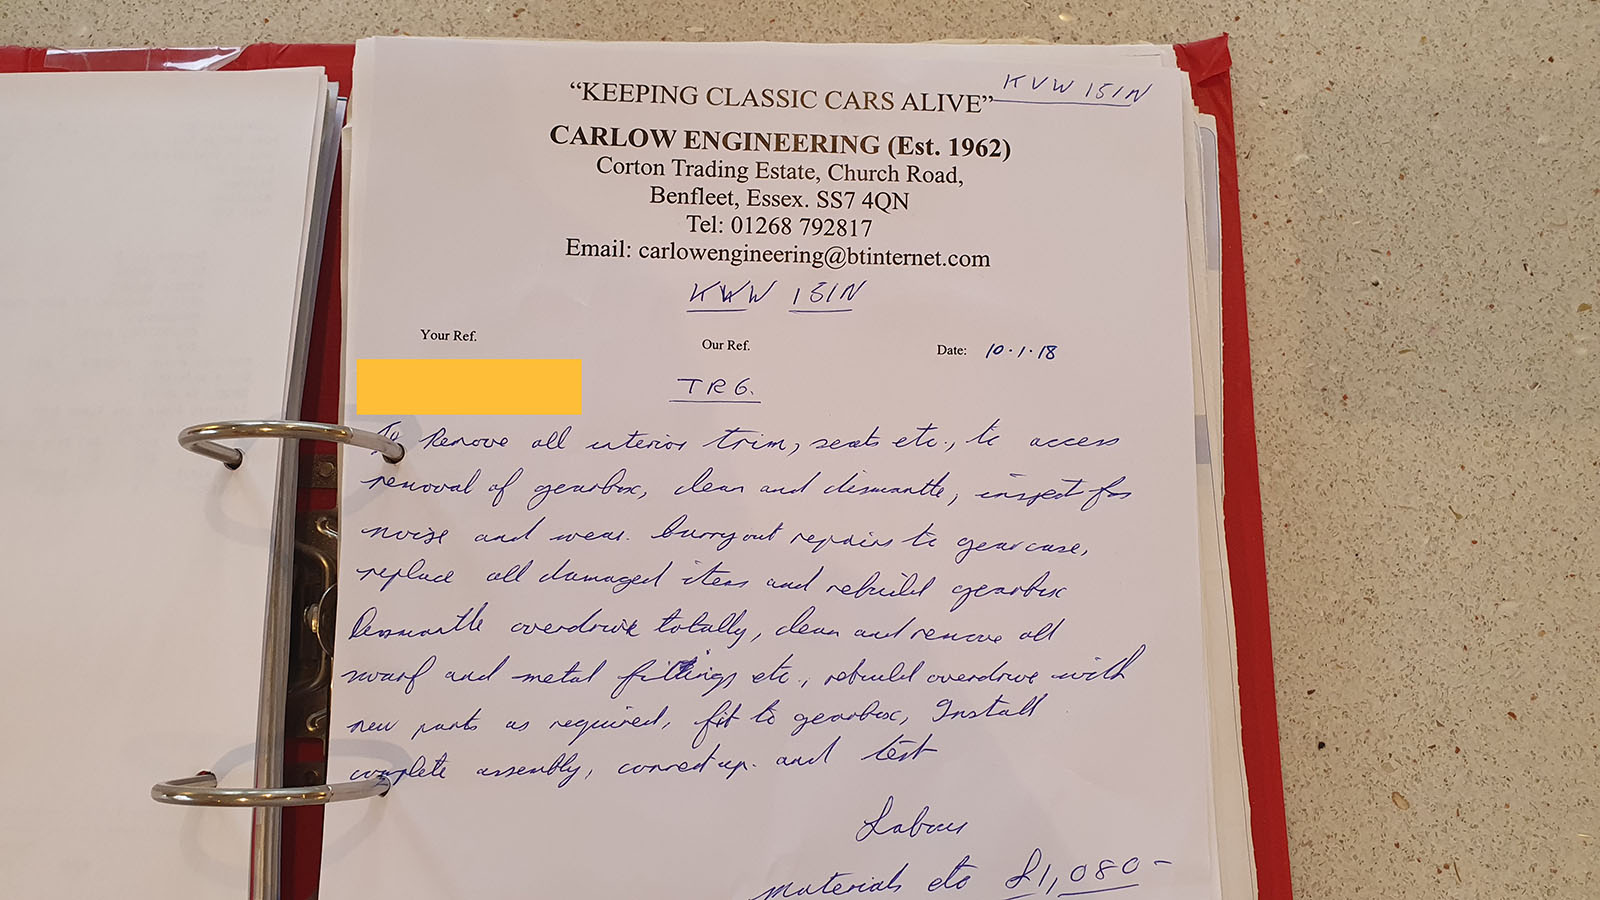 "KEEPING CLASSIC CARS ALIVE" KVW 151N
CARLOW ENGINEERING (Est. 1962)
Corton Trading Estate, Church Road,
Benfleet, Essex. SS7 4QN
Tel: 01268 792817
Email: carlowengineering@btinternet.com
KVW 151N
Your Ref. Our Ref. Date: 10.1.18
TR6.
To Remove all interior trim, seats etc., to access
removal of gearbox, clean and dismantle, inspect for
noise and wear. Carry out repairs to gearcase,
replace all damaged items and rebuild gearbox
Dismantle overdrive totally, clean and remove all
swarf and metal fittings etc., rebuild overdrive with
new parts as required, fit to gearbox, Install
complete assembly, connect up. and test
Labour
Materials etc £1,080-